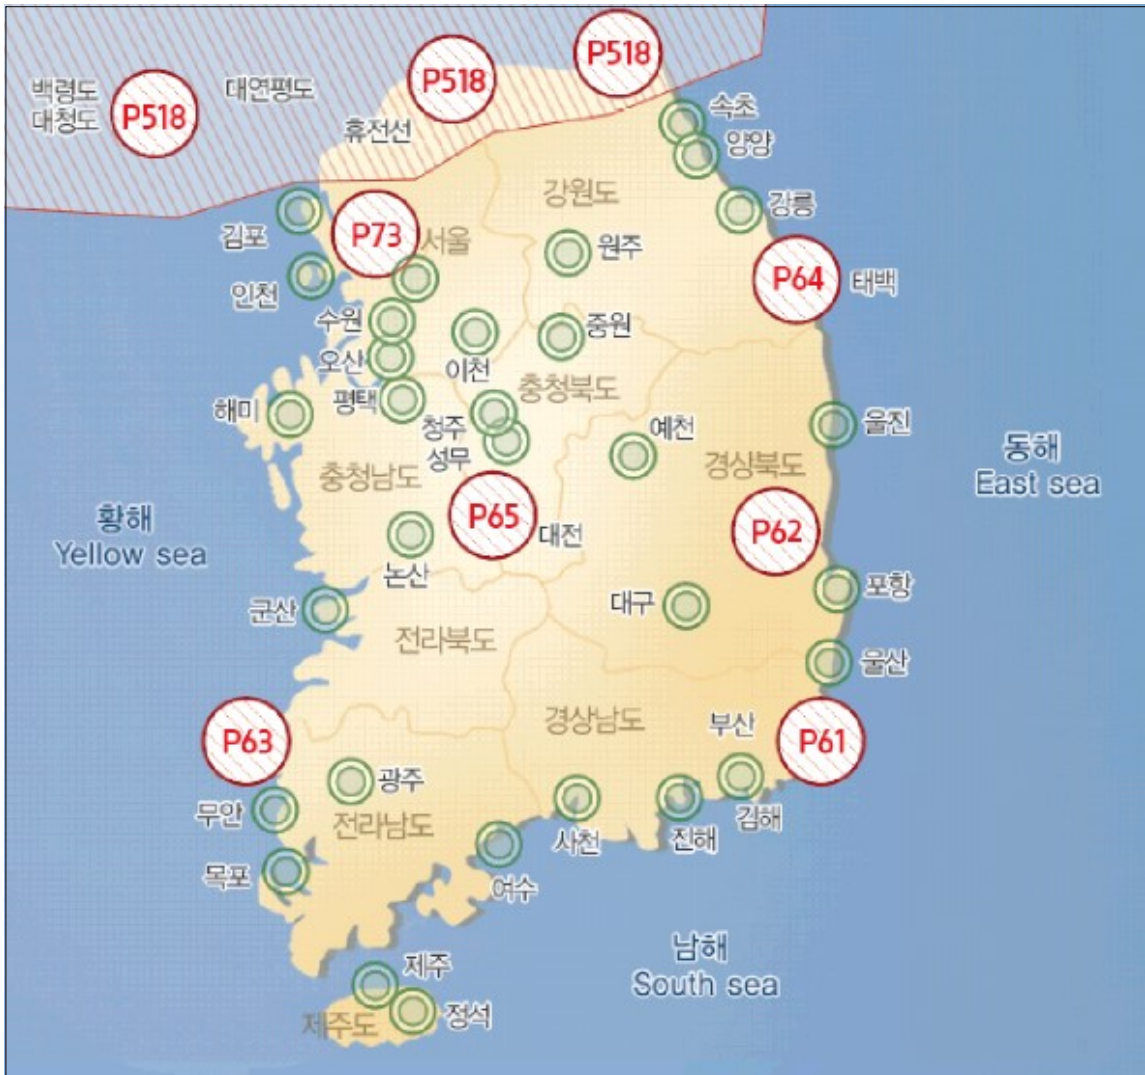 P518
P518
백령도
대청도
P518
대연평도
휴전선
속초
양양
강원도
강릉
김포
P73
서울
원주
P64
태백
인천
수원
중원
오산
이천
충청북도
해미
평택
청주
성무
예천
울진
경상북도
동해
East sea
충청남도
황해
Yellow sea
P65
대전
P62
논산
군산
대구
포항
전라북도
울산
P63
경상남도
부산
P61
광주
무안
전라남도
사천
진해
김해
목포
여수
남해
South sea
제주
제주도
정석